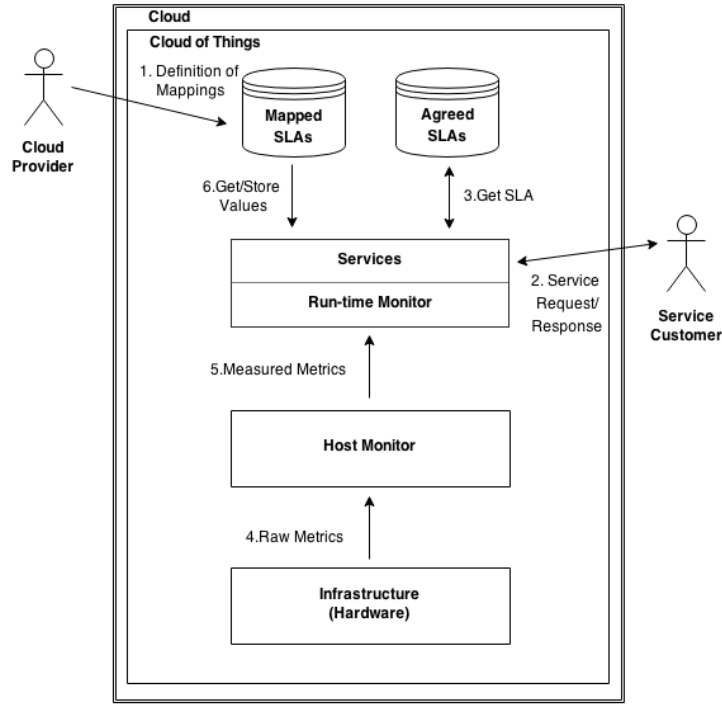 Cloud
Cloud of Things
1. Definition of
Mappings
Mapped
SLAs
Agreed
SLAs
Cloud
Provider
6.Get/Store
Values
3.Get SLA
Services
Run-time Monitor
2. Service
Request/
Response
Service
Customer
5.Measured Metrics
Host Monitor
4.Raw Metrics
Infrastructure
(Hardware)